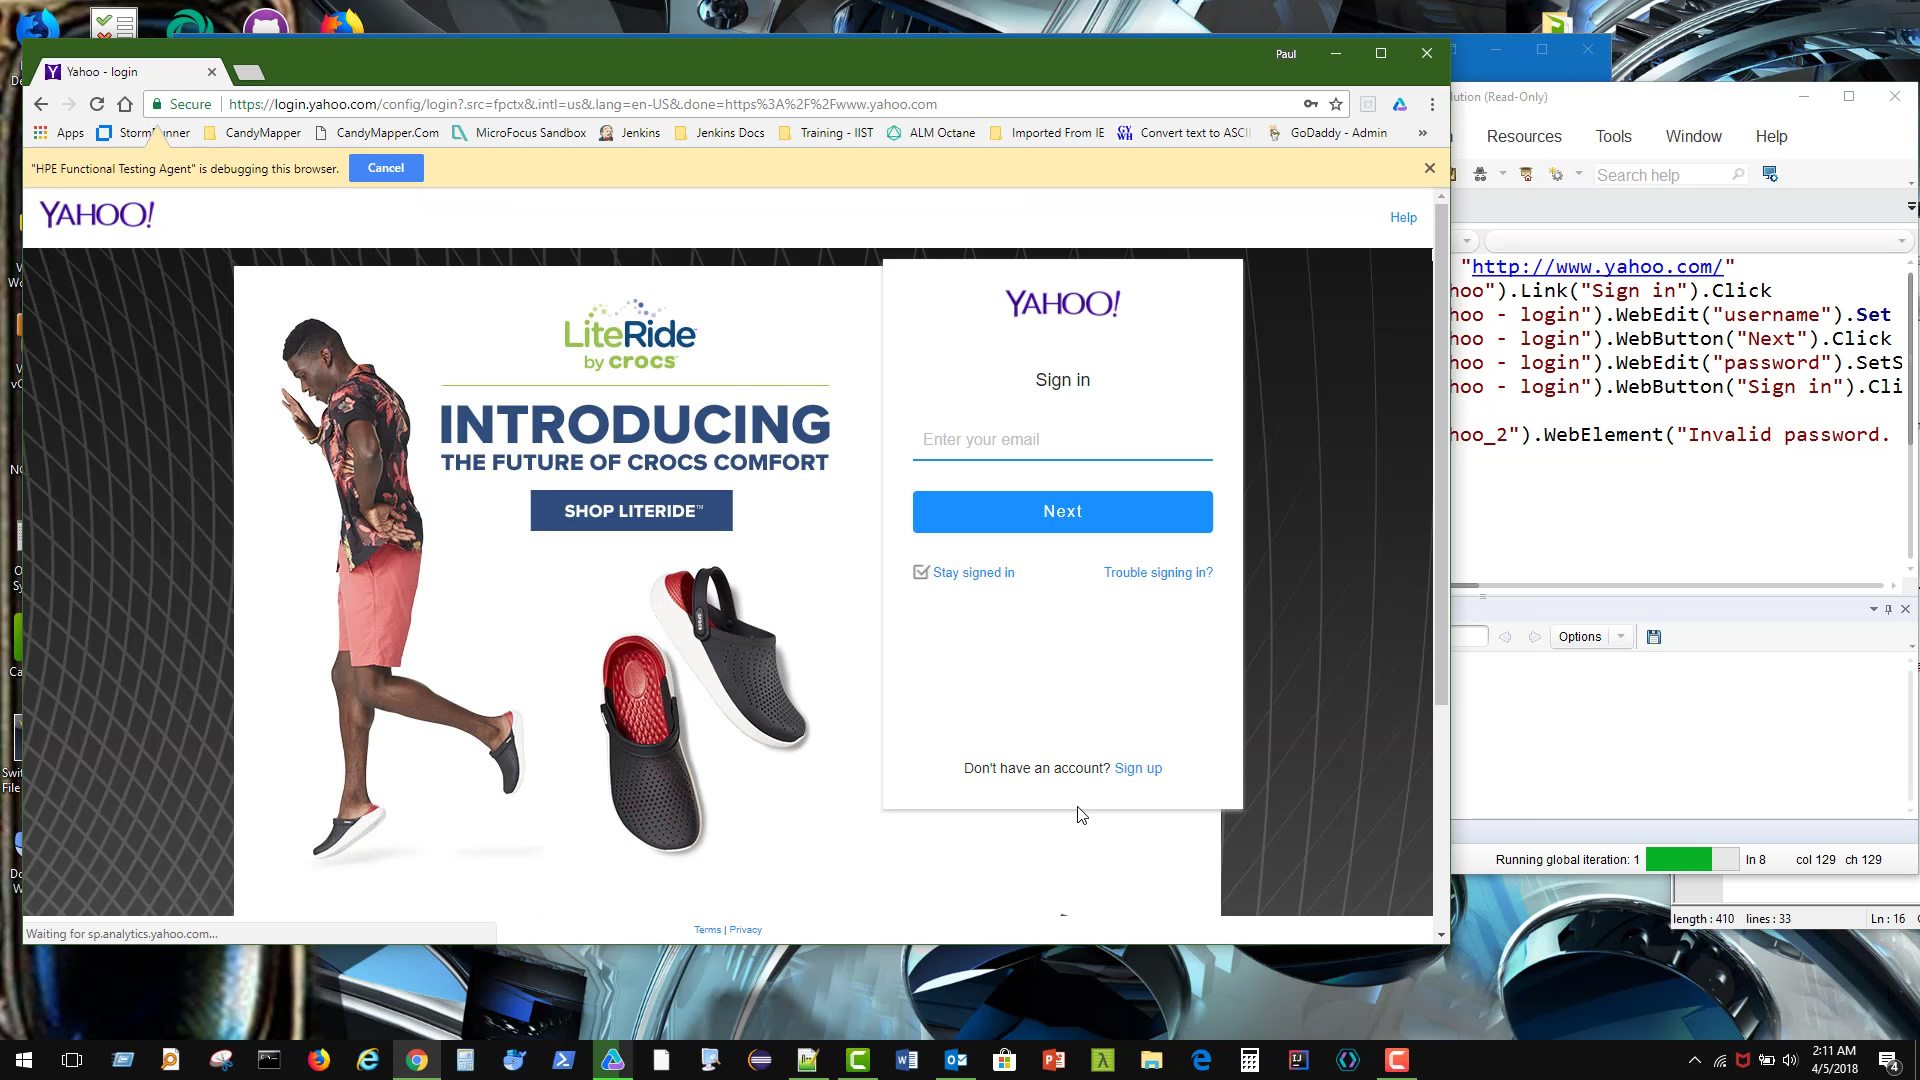 Paul
Yahoo - login
Secure
https://login.yahoo.com/config/login?.src=fpctx&.intl=us&.lang=en-US&.done=https%3A%2F%2Fwww.yahoo.com
Apps
StormRunner
CandyMapper
CandyMapper.Com
MicroFocus Sandbox
Jenkins
Jenkins Docs
Training - IIST
ALM Octane
Imported From IE
Convert text to ASCII
GoDaddy - Admin
»
"HPE Functional Testing Agent" is debugging this browser.
Cancel
YAHOO!
Help
LiteRide™
by crocs™
INTRODUCING
THE FUTURE OF CROCS COMFORT
SHOP LITERIDE™
YAHOO!
Sign in
Enter your email
Next
Stay signed in
Trouble signing in?
Don't have an account? Sign up
Terms | Privacy
Waiting for sp.analytics.yahoo.com...
(Read-Only)
Resources
Tools
Window
Help
Search help
"http://www.yahoo.com/"
hoo").Link("Sign in").Click
hoo - login").WebEdit("username").Set
hoo - login").WebButton("Next").Click
hoo - login").WebEdit("password").SetS
hoo - login").WebButton("Sign in").Cli
hoo_2").WebElement("Invalid password.
Options
Running global iteration: 1
ln 8
col 129
ch 129
length : 410
lines : 33
Ln : 16
2:11 AM
4/5/2018
4